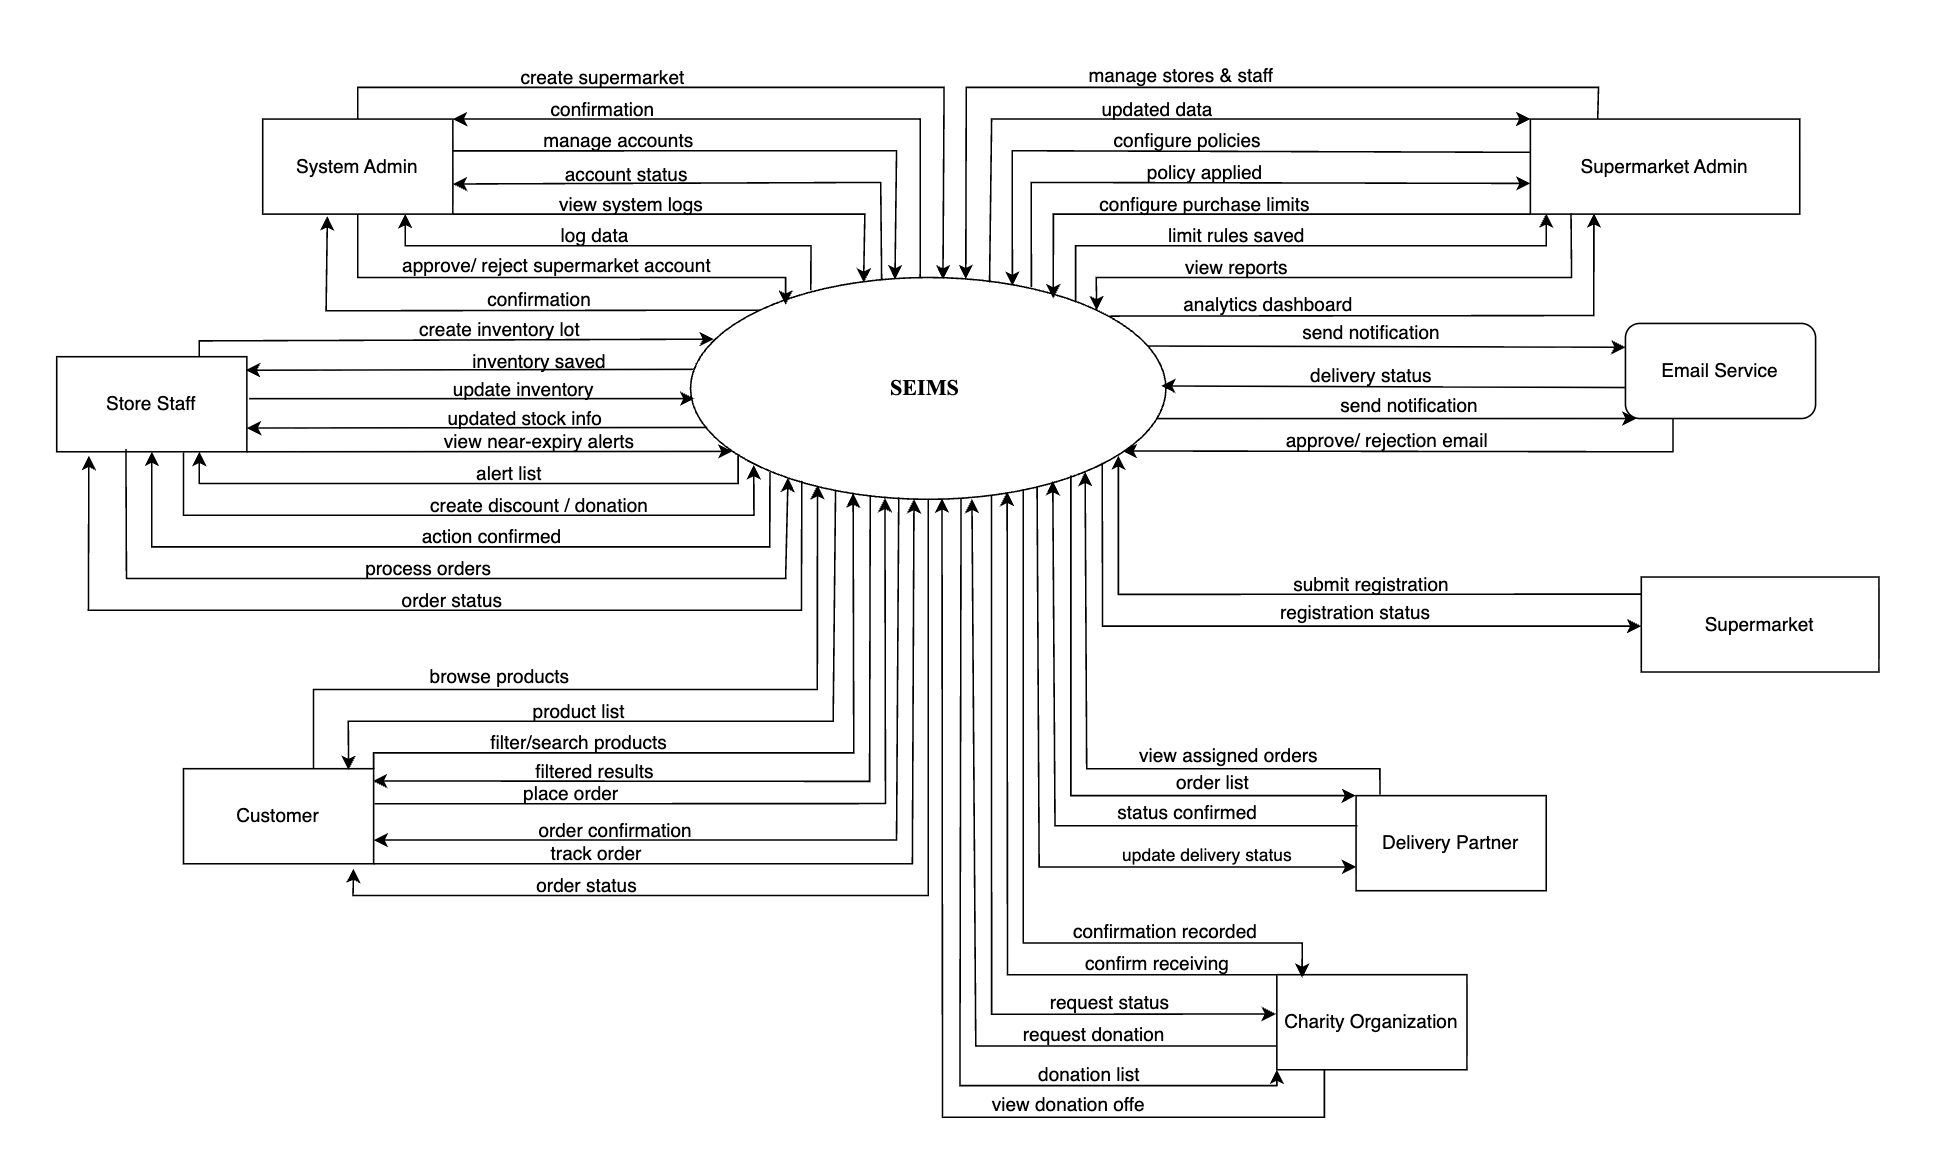 create supermarket
confirmation
manage accounts
account status
view system logs
log data
approve/ reject supermarket account
confirmation
System Admin
manage stores & staff
updated data
configure policies
policy applied
configure purchase limits
limit rules saved
view reports
analytics dashboard
Supermarket Admin
create inventory lot
inventory saved
update inventory
updated stock info
view near-expiry alerts
alert list
create discount / donation
action confirmed
process orders
order status
Store Staff
SEIMS
send notification
delivery status
send notification
approve/ rejection email
Email Service
submit registration
registration status
Supermarket
browse products
product list
filter/search products
filtered results
place order
order confirmation
track order
order status
Customer
view assigned orders
order list
status confirmed
update delivery status
Delivery Partner
confirmation recorded
confirm receiving
request status
request donation
donation list
view donation offe
Charity Organization